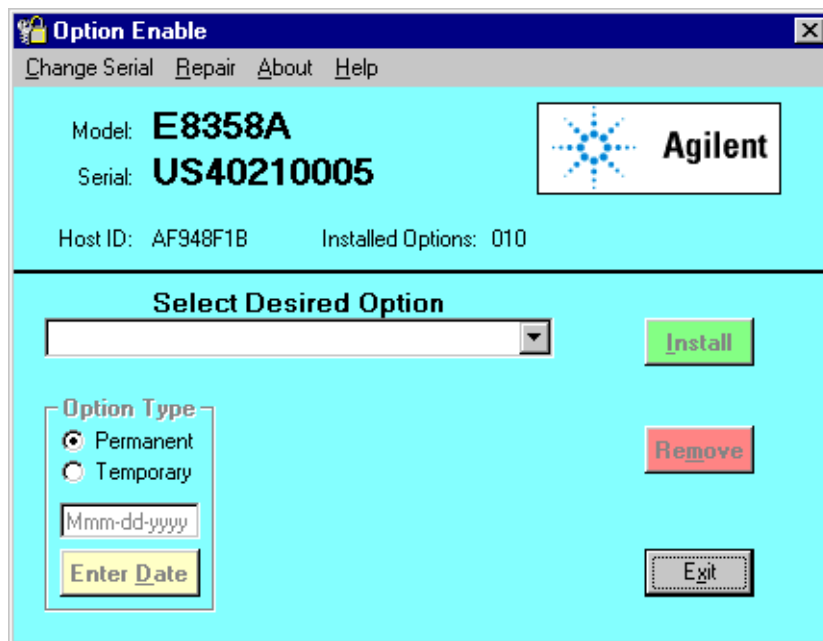 Option Enable
Change Serial Repair About Help
Model: E8358A
Agilent
Serial: US40210005
Host ID: AF948F1B Installed Options: 010
Select Desired Option
Install
Option Type
Permanent
Remove
Temporary
Mmm-dd-yyyy
Enter Date
Exit